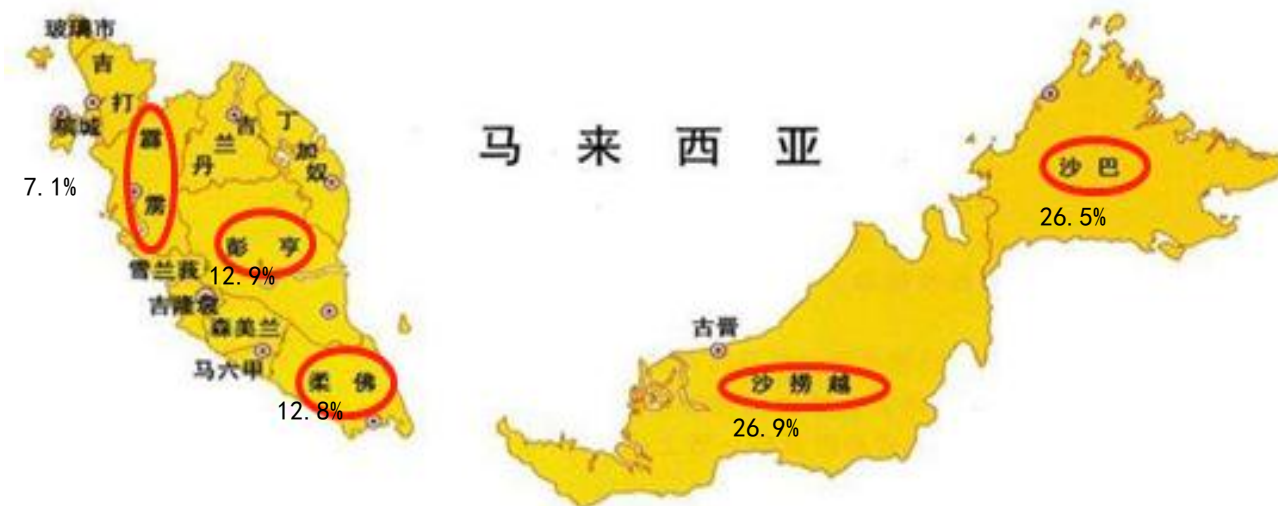 玻璃市
吉
打
槟城
霹
雳
7.1%
吉
兰
丹
丁
加
奴
彭 亨
12.9%
雪兰莪
吉隆坡
森美兰
马六甲
柔 佛
12.8%
马 来 西 亚
沙 巴
26.5%
古晋
沙 捞 越
26.9%